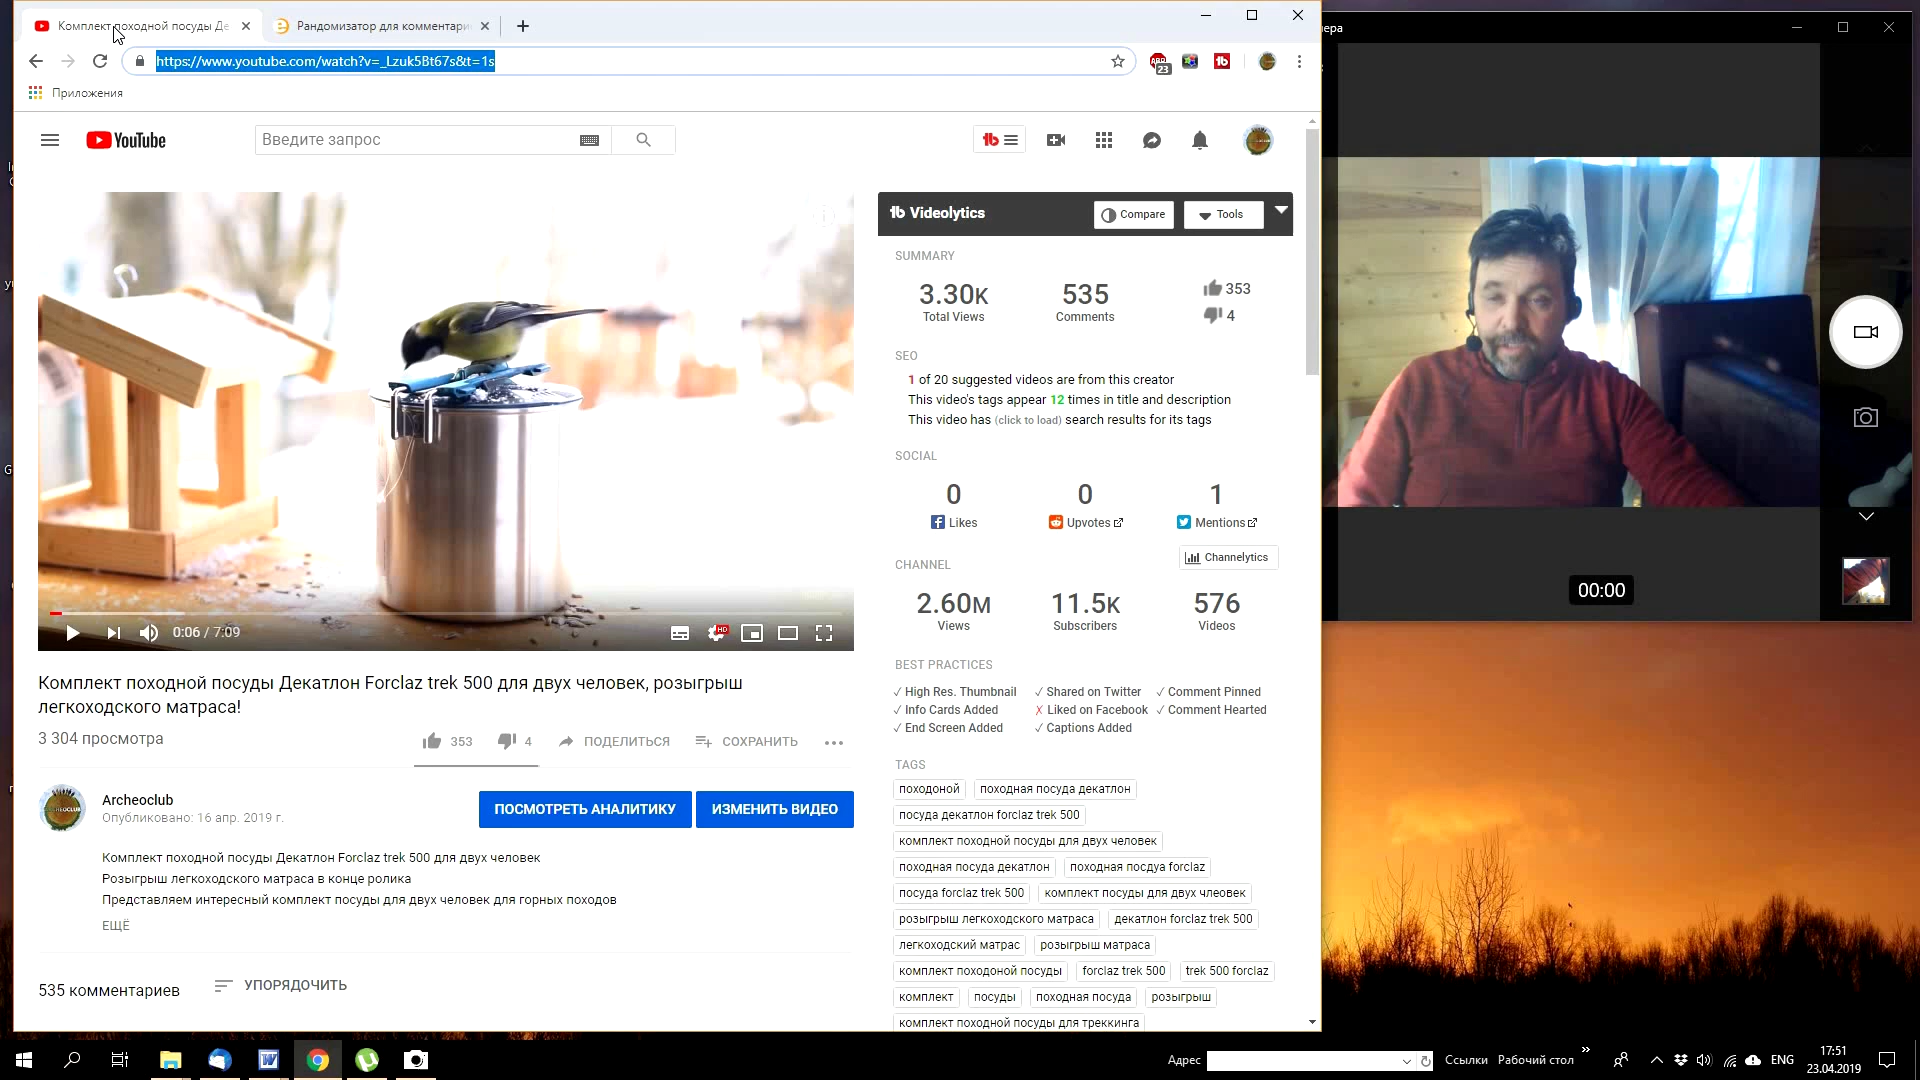 Комплект походной посуды Де
Рандомизатор для комментари
https://www.youtube.com/watch?v=_Lzuk5Bt67s&t=1s
23
Приложения
YouTube
Введите запрос
Videolytics
Compare
Tools
SUMMARY
3.30K
535
353
Total Views
Comments
4
SEO
1 of 20 suggested videos are from this creator
This video's tags appear 12 times in title and description
This video has (click to load) search results for its tags
SOCIAL
0
0
1
Likes
Upvotes
Mentions
CHANNEL
Channelytics
2.60M
11.5K
576
Views
Subscribers
Videos
BEST PRACTICES
✓ High Res. Thumbnail
✓ Shared on Twitter
✓ Comment Pinned
✓ Info Cards Added
✗ Liked on Facebook
✓ Comment Hearted
✓ End Screen Added
✓ Captions Added
TAGS
походоной
походная посуда декатлон
посуда декатлон forclaz trek 500
комплект походной посуды для двух человек
походная посуда декатлон
походная посдуа forclaz
посуда forclaz trek 500
комплект посуды для двух члеовек
розыгрыш легкоходского матраса
декатлон forclaz trek 500
легкоходский матрас
розыгрыш матраса
комплект походоной посуды
forclaz trek 500
trek 500 forclaz
комплект
посуды
походная посуда
розыгрыш
комплект походной посуды для треккинга
0:06 / 7:09
HD
Комплект походной посуды Декатлон Forclaz trek 500 для двух человек, розыгрыш
легкоходского матраса!
3 304 просмотра
353
4
ПОДЕЛИТЬСЯ
СОХРАНИТЬ
Archeoclub
Опубликовано: 16 апр. 2019 г.
ПОСМОТРЕТЬ АНАЛИТИКУ
ИЗМЕНИТЬ ВИДЕО
Комплект походной посуды Декатлон Forclaz trek 500 для двух человек
Розыгрыш легкоходского матраса в конце ролика
Представляем интересный комплект посуды для двух человек для горных походов
ЕЩЁ
535 комментариев
УПОРЯДОЧИТЬ
мера
00:00
Адрес
Ссылки
Рабочий стол
ENG
17:51
23.04.2019